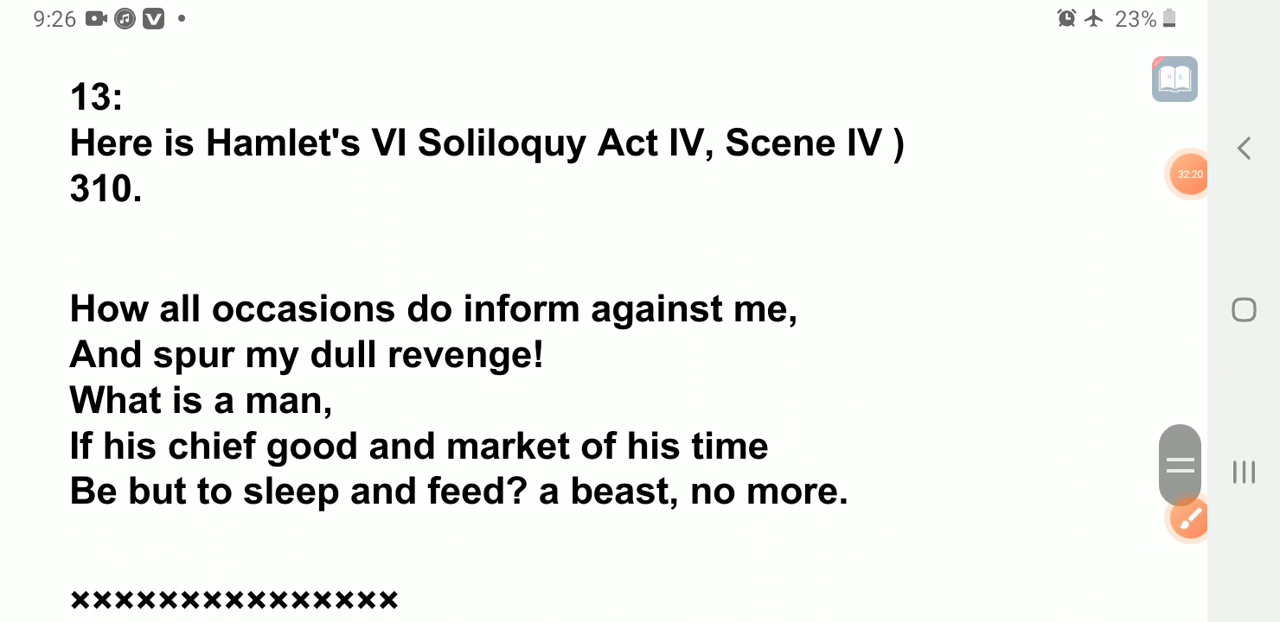 9:26
23%
13:
Here is Hamlet's VI Soliloquy Act IV, Scene IV )
310.
32:20
How all occasions do inform against me,
And spur my dull revenge!
What is a man,
If his chief good and market of his time
Be but to sleep and feed? a beast, no more.
×××××××××××××××